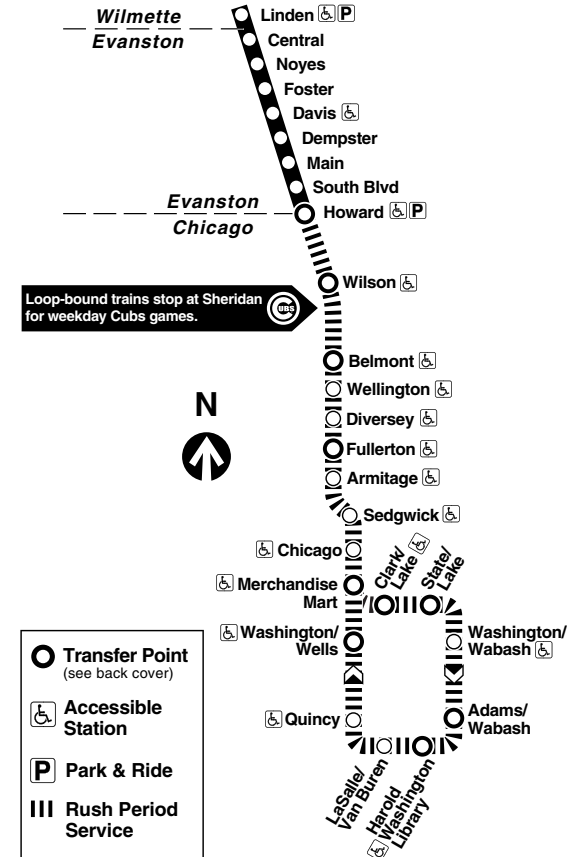 Wilmette
Evanston
Linden P
Central
Noyes
Foster
Davis
Dempster
Main
South Blvd
Evanston
Chicago
Howard P
Wilson
Loop-bound trains stop at Sheridan
for weekday Cubs games.
CUBS
Belmont
Wellington
N
Diversey
Fullerton
Armitage
Sedgwick
Chicago
Clark/
Lake
State/
Lake
Merchandise
Mart
Washington/
Wells
Washington/
Wabash
Quincy
Adams/
Wabash
LaSalle/
Van Buren
Harold
Washington
Library
Transfer Point
(see back cover)
Accessible
Station
P Park & Ride
Rush Period
Service